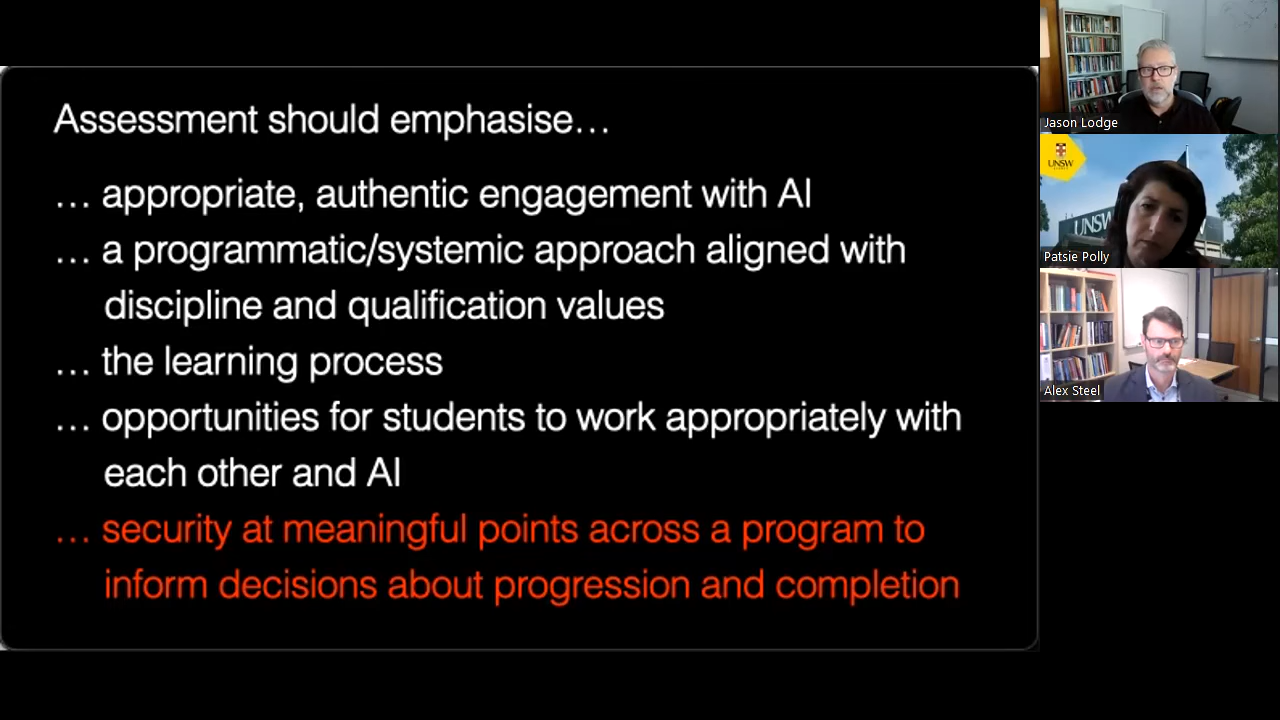 Assessment should emphasise…
… appropriate, authentic engagement with AI
… a programmatic/systemic approach aligned with
discipline and qualification values
… the learning process
… opportunities for students to work appropriately with
each other and AI
… security at meaningful points across a program to
inform decisions about progression and completion
Jason Lodge
UNSW
UNSW
Patsie Polly
Alex Steel